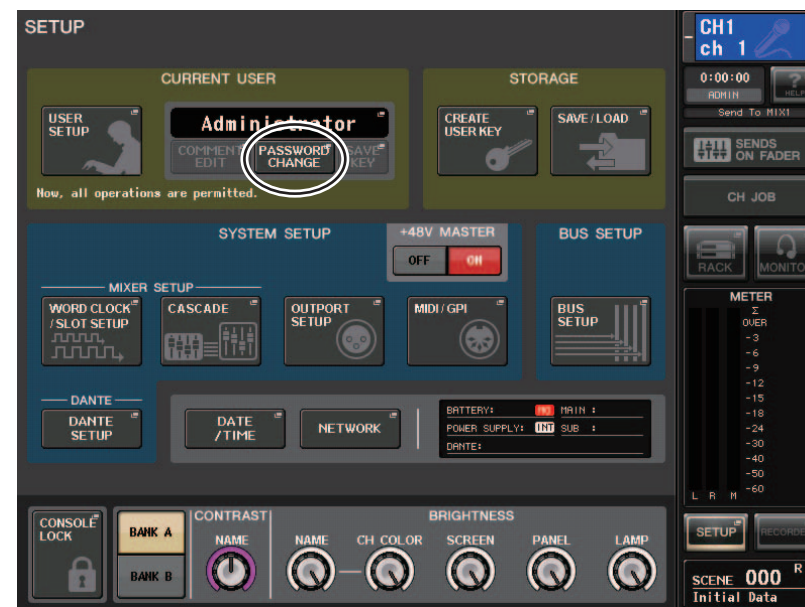 SETUP
CURRENT USER
USER
SETUP
Administrator
COMMENT
EDIT
PASSWORD
CHANGE
SAVE
KEY
Now, all operations are permitted.
STORAGE
CREATE
USER KEY
SAVE/LOAD
SYSTEM SETUP
+48V MASTER
OFF
ON
BUS SETUP
MIXER SETUP
WORD CLOCK
/SLOT SETUP
CASCADE
OUTPORT
SETUP
MIDI/GPI
BUS
SETUP
DANTE
DANTE
SETUP
DATE
/TIME
NETWORK
BATTERY: NO MAIN :
POWER SUPPLY: INT SUB :
DANTE:
CONSOLE
LOCK
BANK A
BANK B
CONTRAST
NAME
BRIGHTNESS
NAME
CH COLOR
SCREEN
PANEL
LAMP
CH1
ch 1
0:00:00
ADMIN
?
HELP
Send To MIX1
SENDS
ON FADER
CH JOB
RACK
MONITO
METER
Σ
OVER
-3
-6
-9
-12
-15
-18
-24
-30
-40
-50
-60
L R M
SETUP
RECORDE
SCENE 000 R
Initial Data